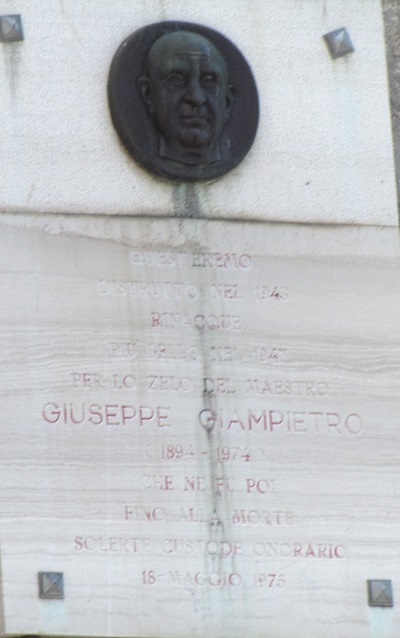 QUEST'EREMO
DISTRUTTO NEL 1943
RINACQUE
PIÙ BELLO NEL 1947
PER LO ZELO DEL MAESTRO
GIUSEPPE GIAMPIETRO
(1894-1974)
CHE NE FU POI
FINO ALLA MORTE
SOLERTE CUSTODE ONORARIO
18-MAGGIO 1975